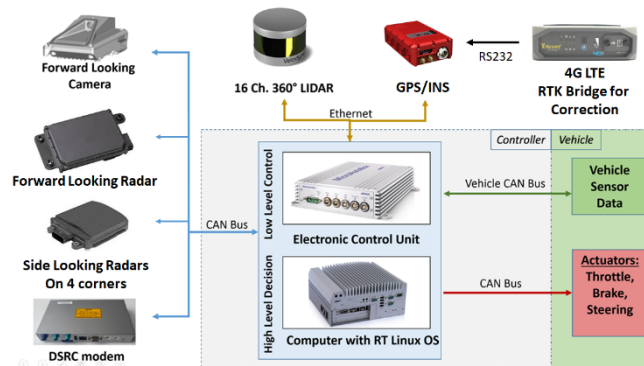 Forward Looking
Camera
Forward Looking Radar
Side Looking Radars
On 4 corners
DSRC modem
16 Ch. 360° LIDAR
GPS/INS
RS232
4G LTE
RTK Bridge for
Correction
Ethernet
Controller
Vehicle
CAN Bus
Low Level Control
Electronic Control Unit
High Level Decision
Computer with RT Linux OS
Vehicle CAN Bus
Vehicle
Sensor
Data
CAN Bus
Actuators:
Throttle,
Brake,
Steering